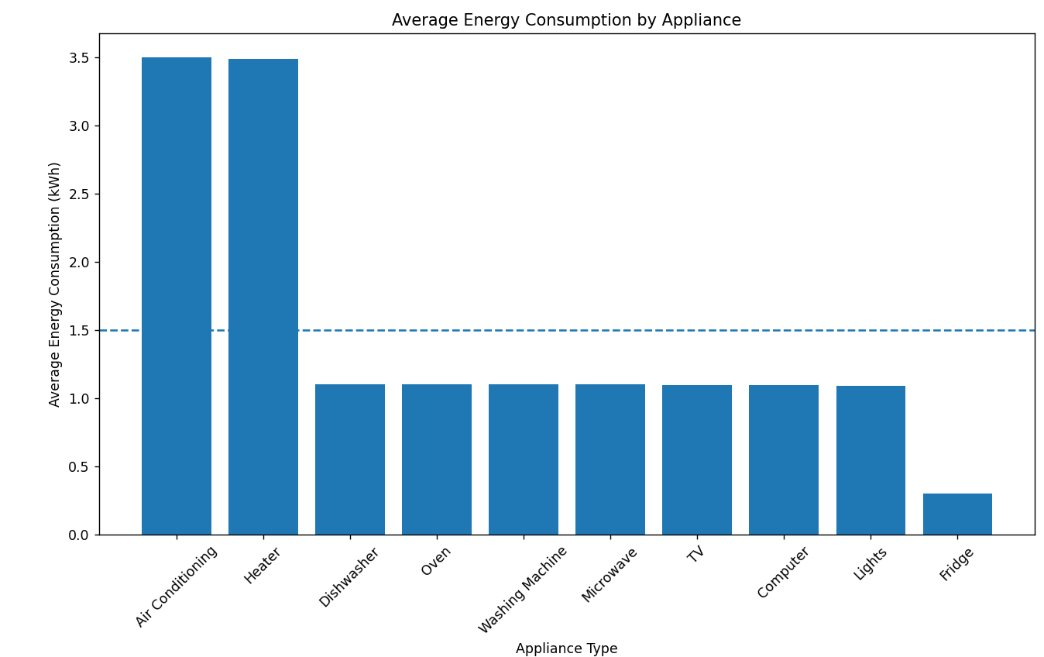 Average Energy Consumption by Appliance
Average Energy Consumption (kWh)
3.5
3.0
2.5
2.0
1.5
1.0
0.5
0.0
Air Conditioning
Heater
Dishwasher
Oven
Washing Machine
Microwave
TV
Computer
Lights
Fridge
Appliance Type